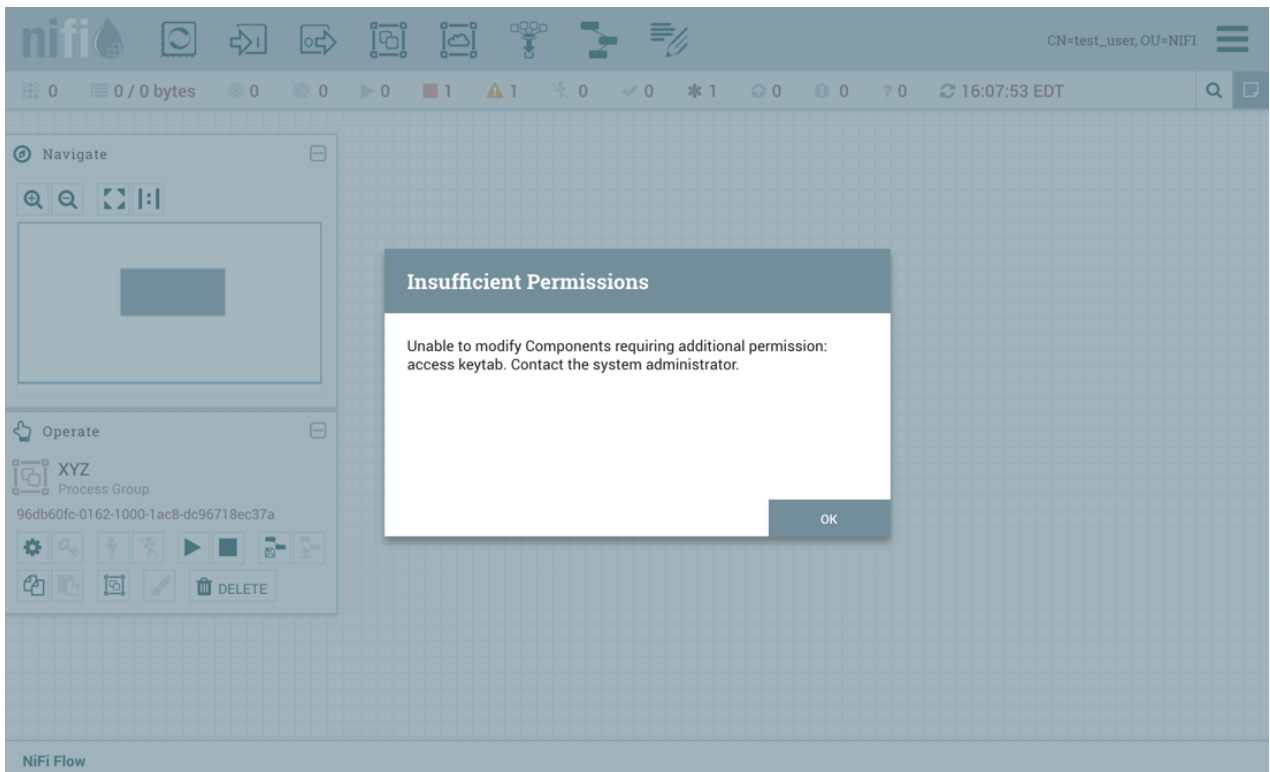 nifi
CN=test_user, OU=NIFI
0 0 / 0 bytes 0 0 0 1 1 0 0 1 0 0 ? 0 16:07:53 EDT
Navigate
Insufficient Permissions
Unable to modify Components requiring additional permission:
access keytab. Contact the system administrator.
OK
Operate
XYZ
Process Group
96db60fc-0162-1000-1ac8-dc96718ec37a
DELETE
NiFi Flow